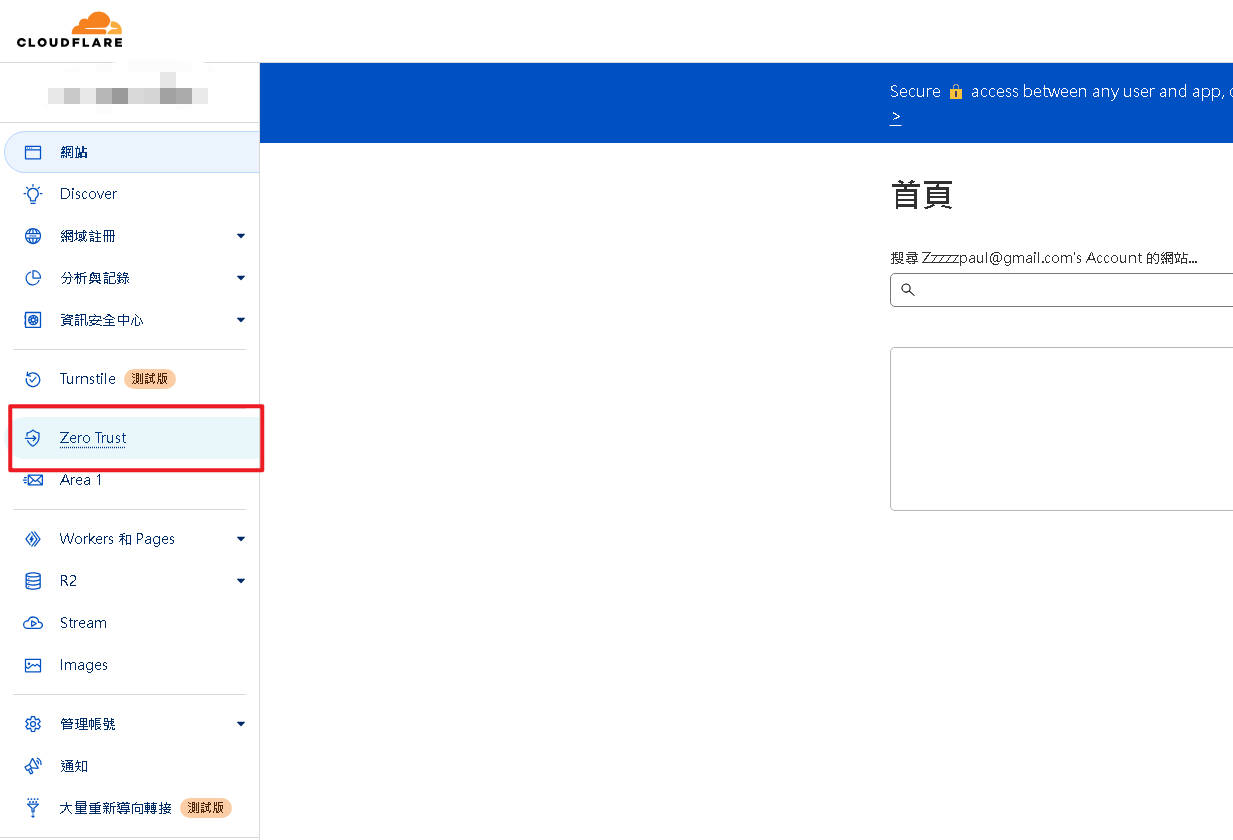 CLOUDFLARE
Secure 🔒 access between any user and app,
>
網站
Discover
網域註冊
分析與記錄
資訊安全中心
Turnstile 測試版
Zero Trust
Area 1
Workers 和 Pages
R2
Stream
Images
管理帳號
通知
大量重新導向轉接 測試版
首頁
搜尋 Zzzzzpaul@gmail.com's Account 的網站...